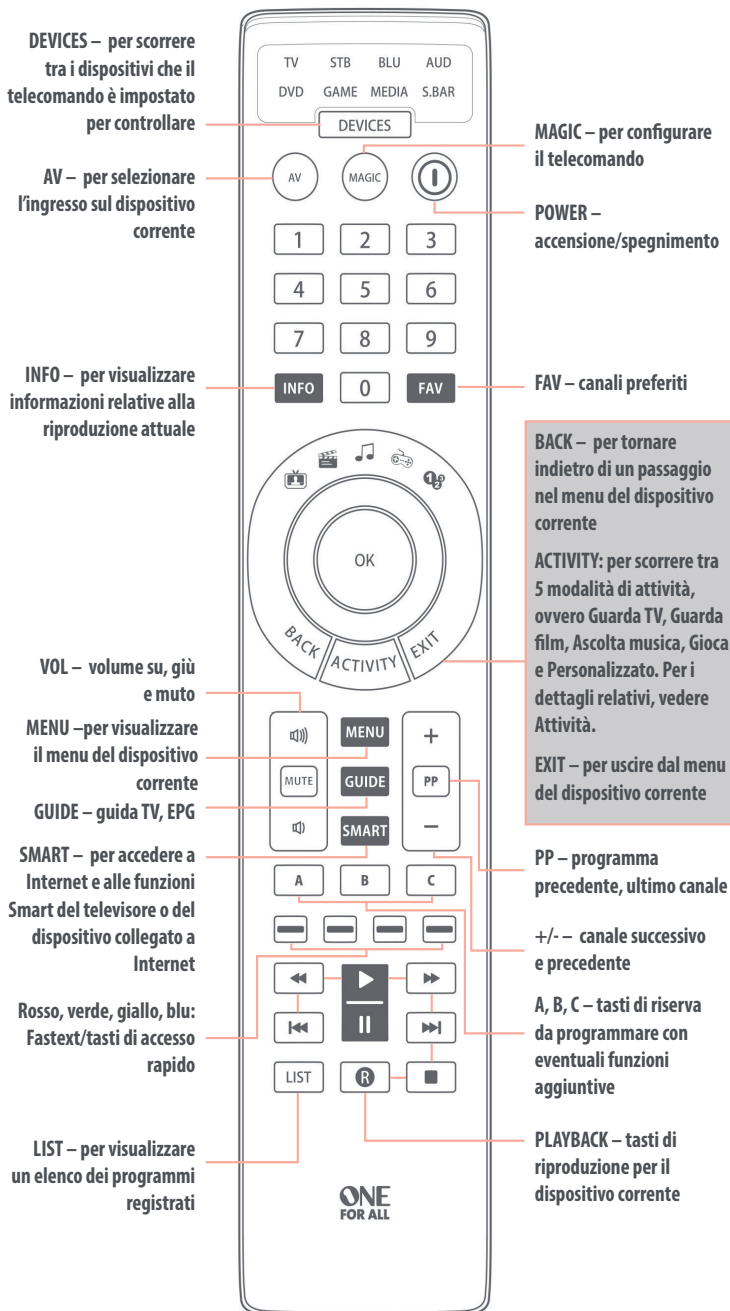 DEVICES – per scorrere
tra i dispositivi che il
telecomando è impostato
per controllare
AV – per selezionare
l'ingresso sul dispositivo
corrente
INFO – per visualizzare
informazioni relative alla
riproduzione attuale
VOL – volume su, giù
e muto
MENU –per visualizzare
il menu del dispositivo
corrente
GUIDE – guida TV, EPG
SMART – per accedere a
Internet e alle funzioni
Smart del televisore o del
dispositivo collegato a
Internet
Rosso, verde, giallo, blu:
Fastext/tasti di accesso
rapido
LIST – per visualizzare
un elenco dei programmi
registrati
TV STB BLU AUD
DVD GAME MEDIA S.BAR
DEVICES
AV MAGIC
1 2 3
4 5 6
7 8 9
INFO 0 FAV
1 2 3
OK
BACK ACTIVITY EXIT
MENU +
MUTE GUIDE PP
SMART −
A B C
LIST R
ONE
FOR ALL
MAGIC – per configurare
il telecomando
POWER –
accensione/spegnimento
FAV – canali preferiti
BACK – per tornare
indietro di un passaggio
nel menu del dispositivo
corrente
ACTIVITY: per scorrere tra
5 modalità di attività,
ovvero Guarda TV, Guarda
film, Ascolta musica, Gioca
e Personalizzato. Per i
dettagli relativi, vedere
Attività.
EXIT – per uscire dal menu
del dispositivo corrente
PP – programma
precedente, ultimo canale
+/- – canale successivo
e precedente
A, B, C – tasti di riserva
da programmare con
eventuali funzioni
aggiuntive
PLAYBACK – tasti di
riproduzione per il
dispositivo corrente